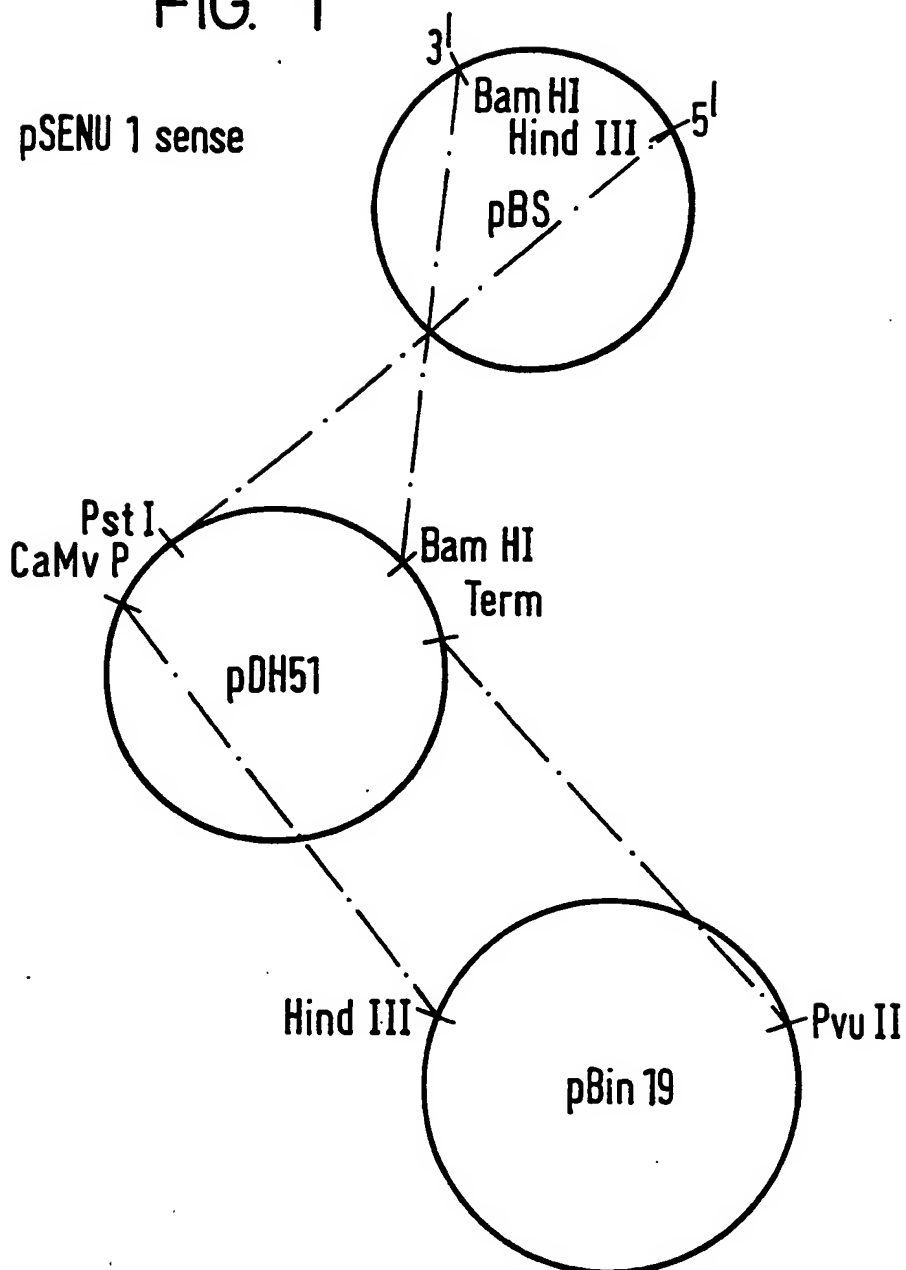 FIG. 1
3'
Bam HI
Hind III
5'
pSENU 1 sense
pBS
Pst I
CaMv P
Bam HI
Term
pDH51
Hind III
Pvu II
pBin 19